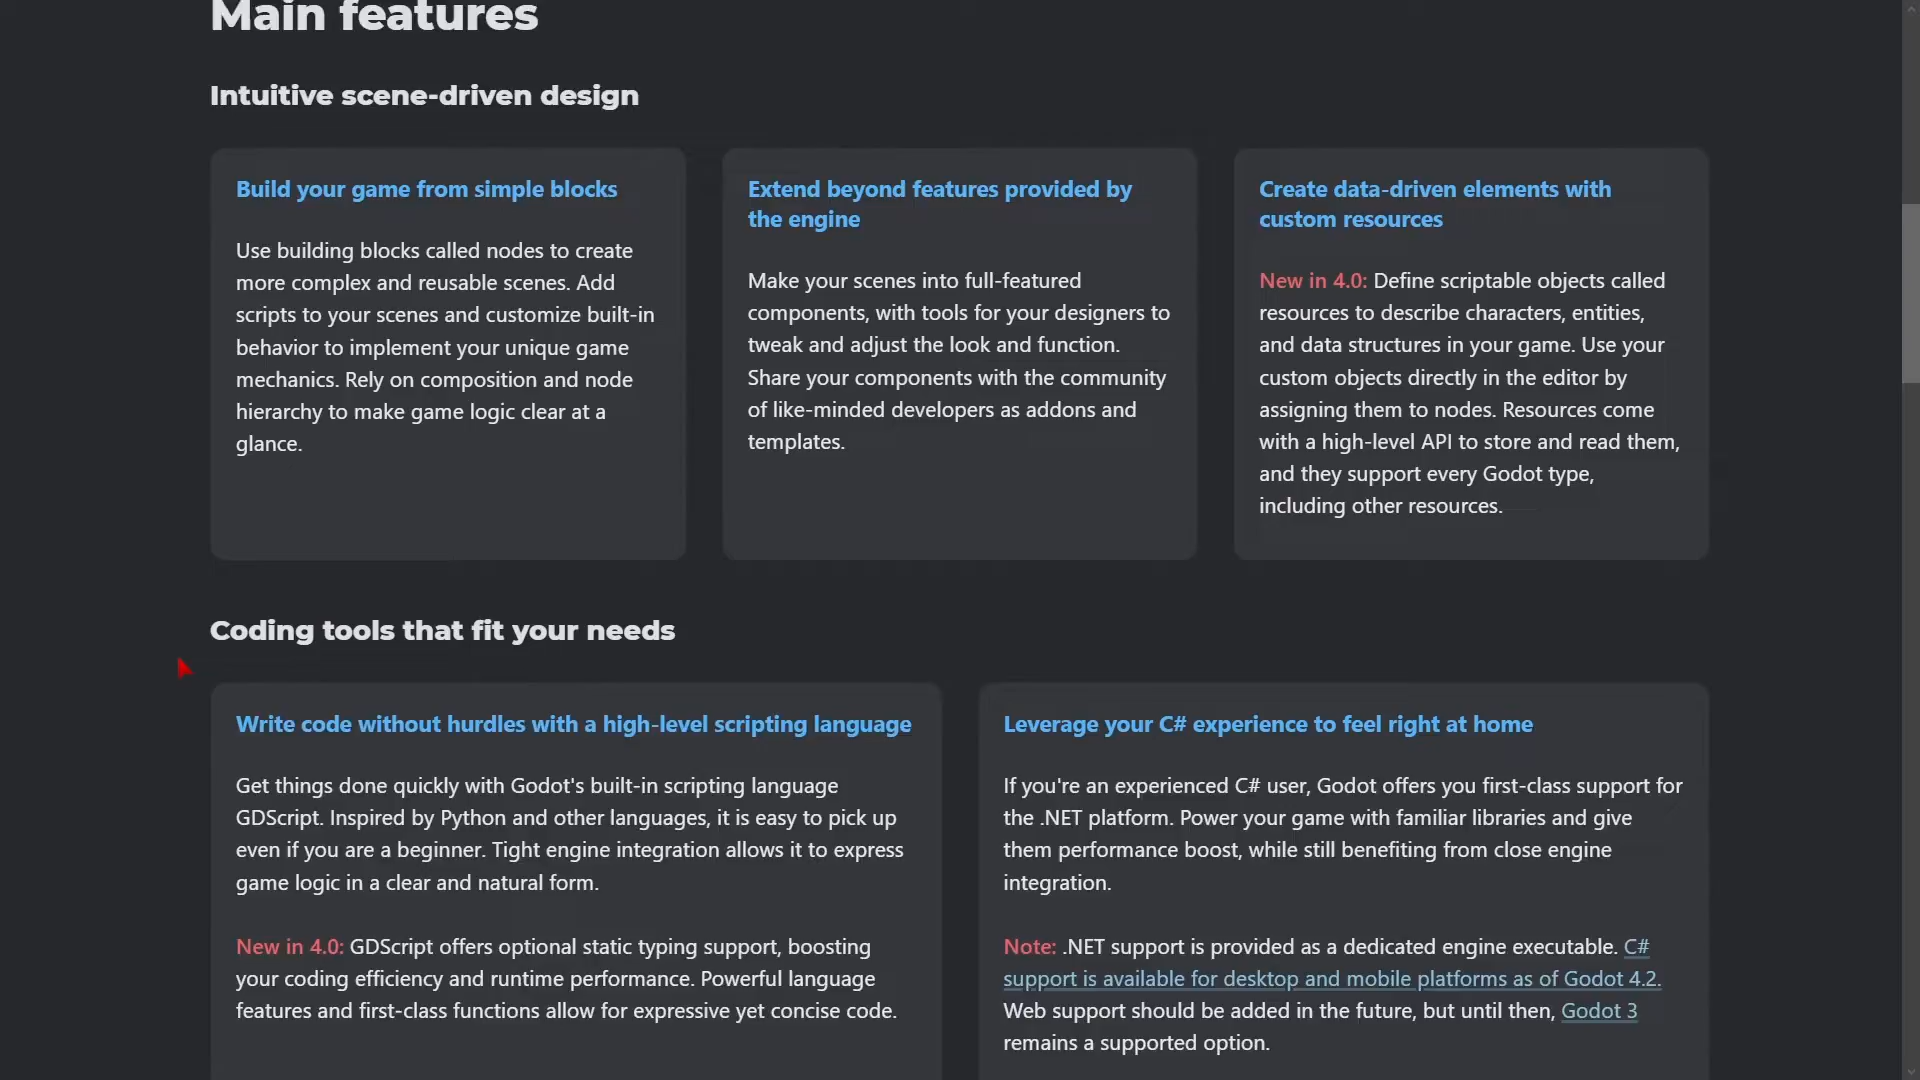 Main features
Intuitive scene-driven design
Build your game from simple blocks
Use building blocks called nodes to create
more complex and reusable scenes. Add
scripts to your scenes and customize built-in
behavior to implement your unique game
mechanics. Rely on composition and node
hierarchy to make game logic clear at a
glance.
Extend beyond features provided by
the engine
Make your scenes into full-featured
components, with tools for your designers to
tweak and adjust the look and function.
Share your components with the community
of like-minded developers as addons and
templates.
Create data-driven elements with
custom resources
New in 4.0: Define scriptable objects called
resources to describe characters, entities,
and data structures in your game. Use your
custom objects directly in the editor by
assigning them to nodes. Resources come
with a high-level API to store and read them,
and they support every Godot type,
including other resources.
Coding tools that fit your needs
Write code without hurdles with a high-level scripting language
Get things done quickly with Godot's built-in scripting language
GDScript. Inspired by Python and other languages, it is easy to pick up
even if you are a beginner. Tight engine integration allows it to express
game logic in a clear and natural form.
New in 4.0: GDScript offers optional static typing support, boosting
your coding efficiency and runtime performance. Powerful language
features and first-class functions allow for expressive yet concise code.
Leverage your C# experience to feel right at home
If you're an experienced C# user, Godot offers you first-class support for
the .NET platform. Power your game with familiar libraries and give
them performance boost, while still benefiting from close engine
integration.
Note: .NET support is provided as a dedicated engine executable. C#
support is available for desktop and mobile platforms as of Godot 4.2.
Web support should be added in the future, but until then, Godot 3
remains a supported option.